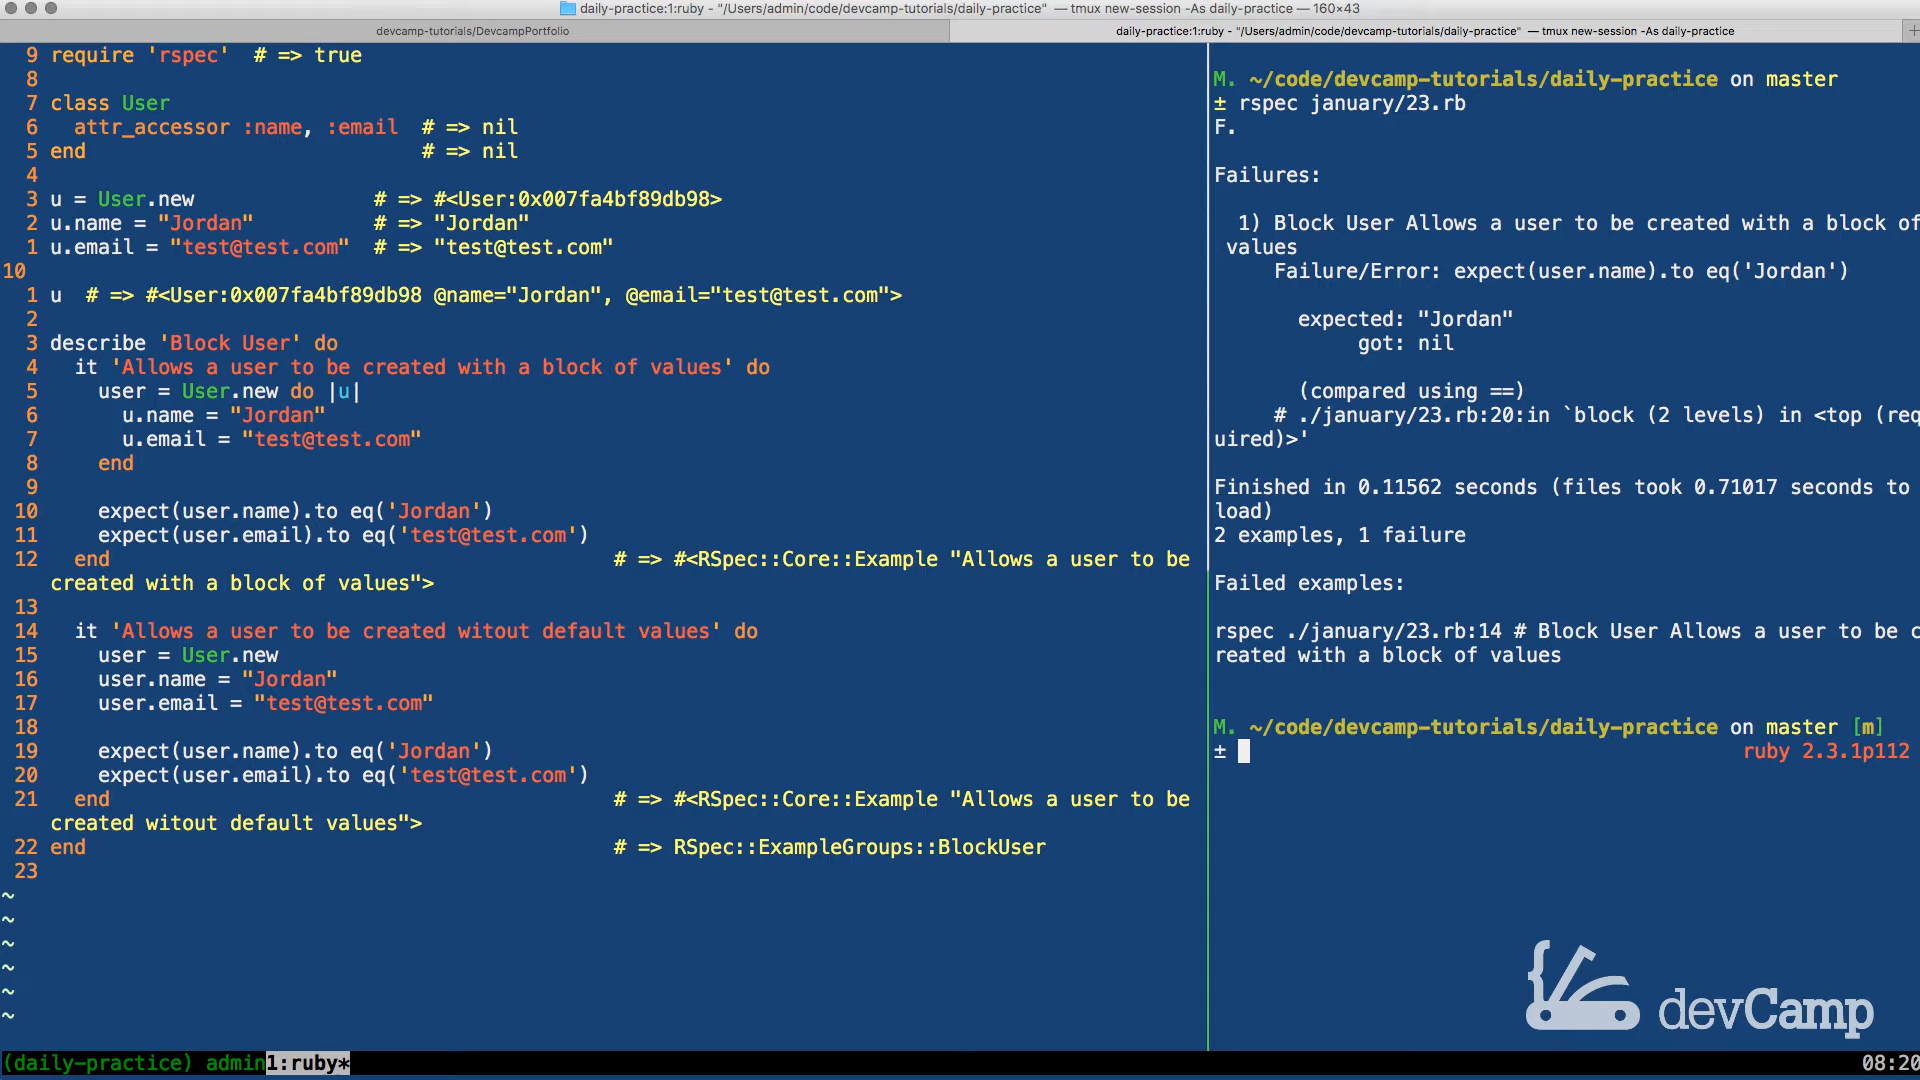 daily-practice:1:ruby - "/Users/admin/code/devcamp-tutorials/daily-practice" — tmux new-session -As daily-practice — 160×43
devcamp-tutorials/DevcampPortfolio
daily-practice:1:ruby - "/Users/admin/code/devcamp-tutorials/daily-practice" — tmux new-session -As daily-practice
9 require 'rspec'  # => true
8
7 class User
6   attr_accessor :name, :email  # => nil
5 end                            # => nil
4
3 u = User.new               # => #<User:0x007fa4bf89db98>
2 u.name = "Jordan"          # => "Jordan"
1 u.email = "test@test.com"  # => "test@test.com"
10
1 u  # => #<User:0x007fa4bf89db98 @name="Jordan", @email="test@test.com">
2
3 describe 'Block User' do
4   it 'Allows a user to be created with a block of values' do
5     user = User.new do |u|
6       u.name = "Jordan"
7       u.email = "test@test.com"
8     end
9
10     expect(user.name).to eq('Jordan')
11     expect(user.email).to eq('test@test.com')
12   end                                          # => #<RSpec::Core::Example "Allows a user to be
created with a block of values">
13
14   it 'Allows a user to be created witout default values' do
15     user = User.new
16     user.name = "Jordan"
17     user.email = "test@test.com"
18
19     expect(user.name).to eq('Jordan')
20     expect(user.email).to eq('test@test.com')
21   end                                          # => #<RSpec::Core::Example "Allows a user to be
created witout default values">
22 end                                            # => RSpec::ExampleGroups::BlockUser
23
~
~
~
~
~
~
M. ~/code/devcamp-tutorials/daily-practice on master
± rspec january/23.rb
F.
Failures:
1) Block User Allows a user to be created with a block of
values
Failure/Error: expect(user.name).to eq('Jordan')
expected: "Jordan"
got: nil
(compared using ==)
# ./january/23.rb:20:in `block (2 levels) in <top (req
uired)>'
Finished in 0.11562 seconds (files took 0.71017 seconds to
load)
2 examples, 1 failure
Failed examples:
rspec ./january/23.rb:14 # Block User Allows a user to be c
reated with a block of values
M. ~/code/devcamp-tutorials/daily-practice on master [m]
± ruby 2.3.1p112
devCamp
(daily-practice) admin1:ruby* 08:20